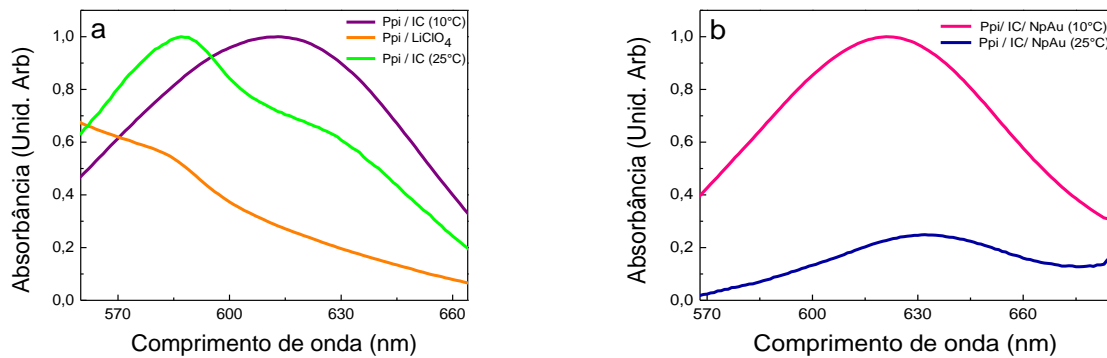 a
Ppi / IC (10°C)
Ppi / LiClO4
Ppi / IC (25°C)
Absorbância (Unid. Arb)
1,0
0,8
0,6
0,4
0,2
0,0
570 600 630 660
Comprimento de onda (nm)
b
Ppi/ IC/ NpAu (10°C)
Ppi / IC/ NpAu (25°C)
Absorbância (Unid. Arb)
1,0
0,8
0,6
0,4
0,2
0,0
570 600 630 660
Comprimento de onda (nm)